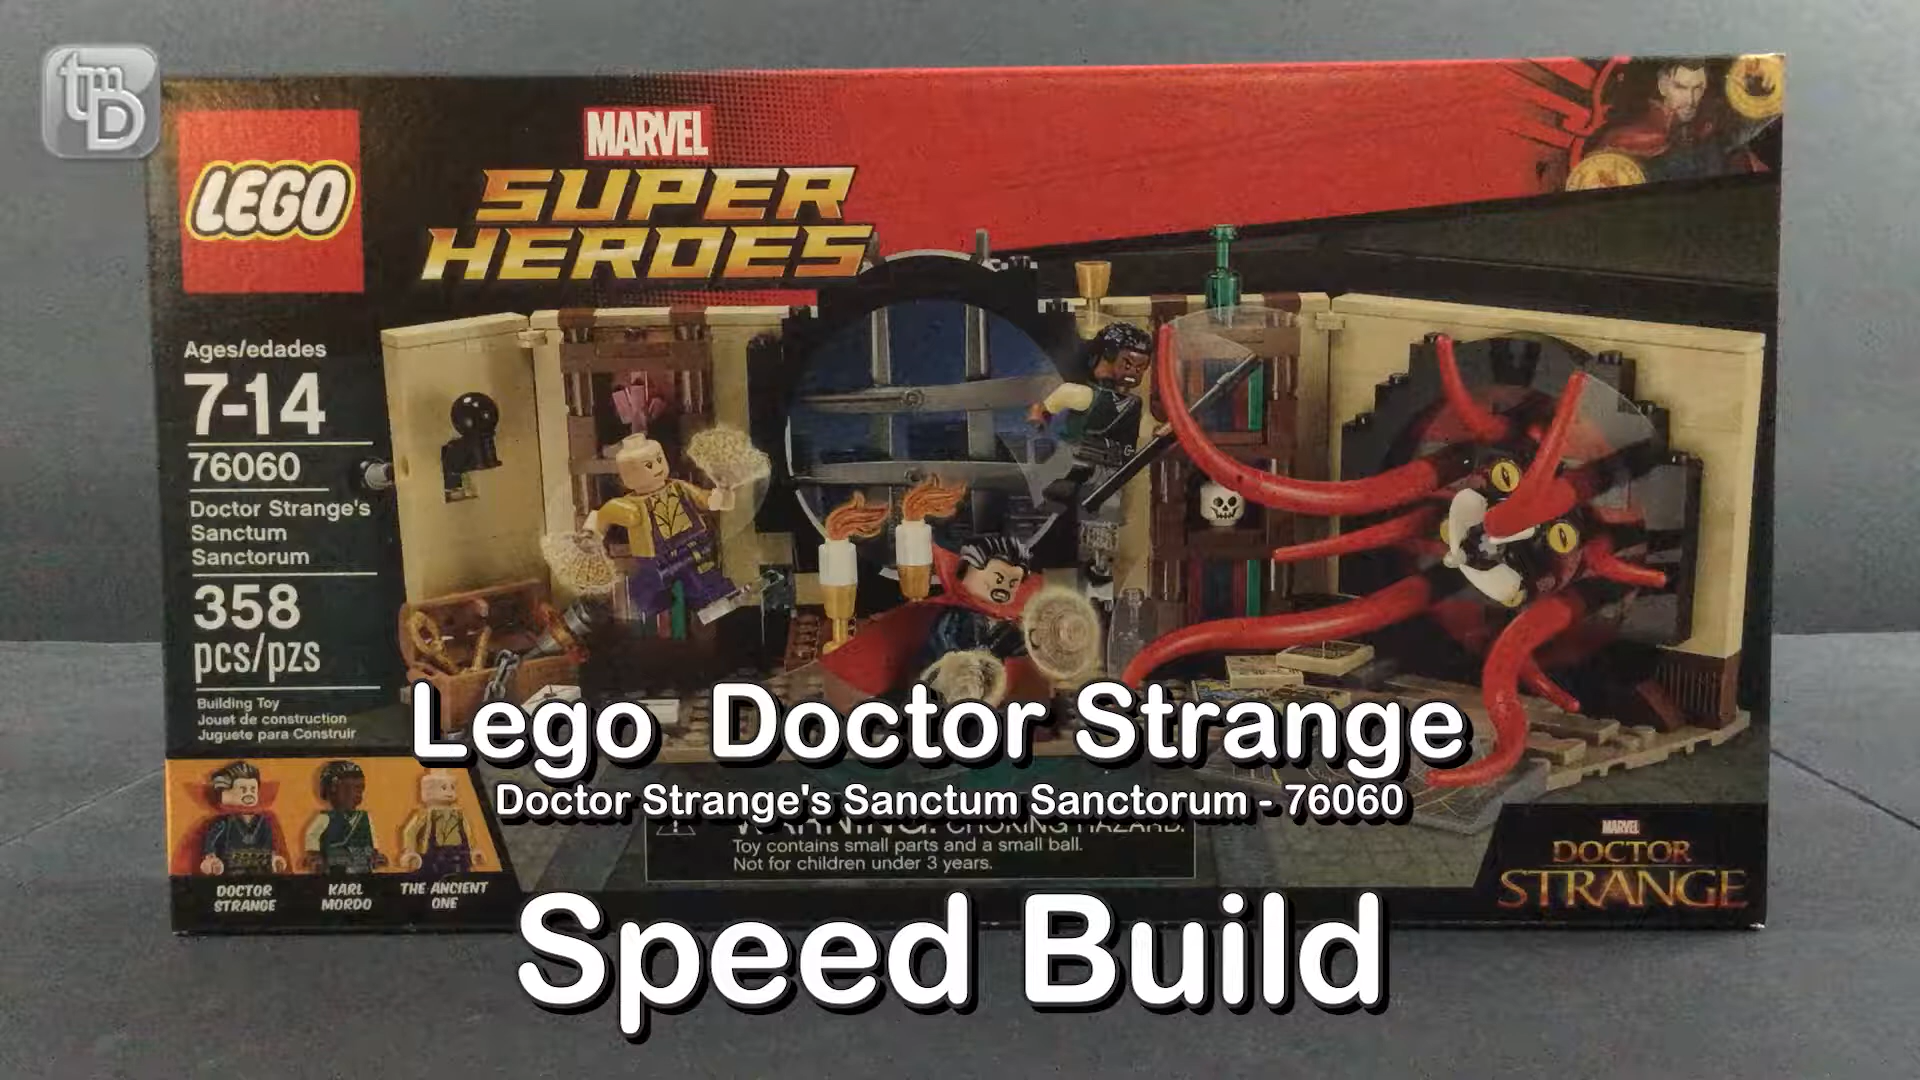 tmD
LEGO
MARVEL
SUPER
HEROES
Ages/edades
7-14
76060
Doctor Strange's
Sanctum
Sanctorum
358
pcs/pzs
Building Toy
Jouet de construction
Juguete para Construir
Lego Doctor Strange
Doctor Strange's Sanctum Sanctorum - 76060
WARNING: CHOKING HAZARD.
Toy contains small parts and a small ball.
Not for children under 3 years.
Speed Build
DOCTOR
STRANGE
KARL
MORDO
THE ANCIENT
ONE
MARVEL
DOCTOR
STRANGE